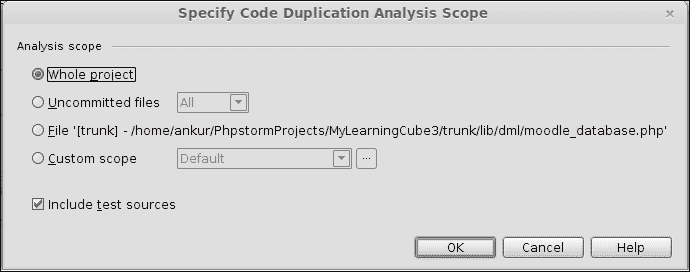 Specify Code Duplication Analysis Scope
Analysis scope
Whole project
Uncommitted files All
File '[trunk] - /home/ankur/PhpstormProjects/MyLearningCube3/trunk/lib/dml/moodle_database.php'
Custom scope Default ...
Include test sources
OK Cancel Help